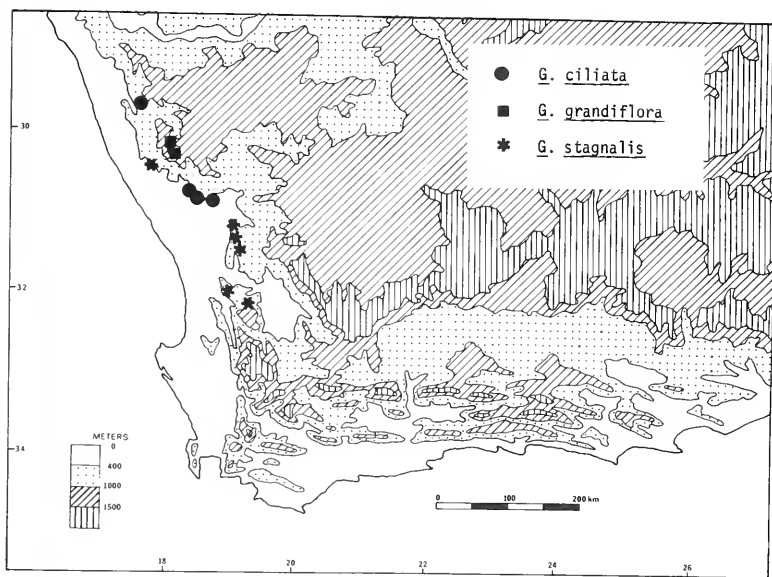 G. ciliata
G. grandiflora
G. stagnalis
30
32
34
METERS
0
400
1000
1500
0 100 200 km
18 20 22 24 26